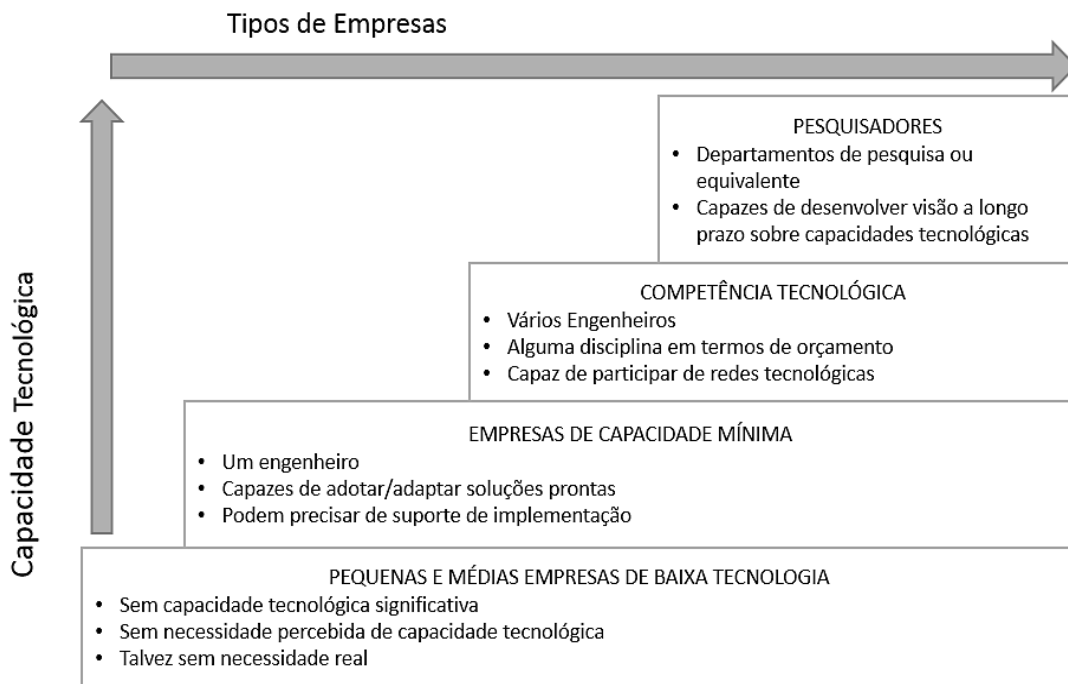 Tipos de Empresas
Capacidade Tecnológica
PESQUISADORES
• Departamentos de pesquisa ou
equivalente
• Capazes de desenvolver visão a longo
prazo sobre capacidades tecnológicas
COMPETÊNCIA TECNOLÓGICA
• Vários Engenheiros
• Alguma disciplina em termos de orçamento
• Capaz de participar de redes tecnológicas
EMPRESAS DE CAPACIDADE MÍNIMA
• Um engenheiro
• Capazes de adotar/adaptar soluções prontas
• Podem precisar de suporte de implementação
PEQUENAS E MÉDIAS EMPRESAS DE BAIXA TECNOLOGIA
• Sem capacidade tecnológica significativa
• Sem necessidade percebida de capacidade tecnológica
• Talvez sem necessidade real